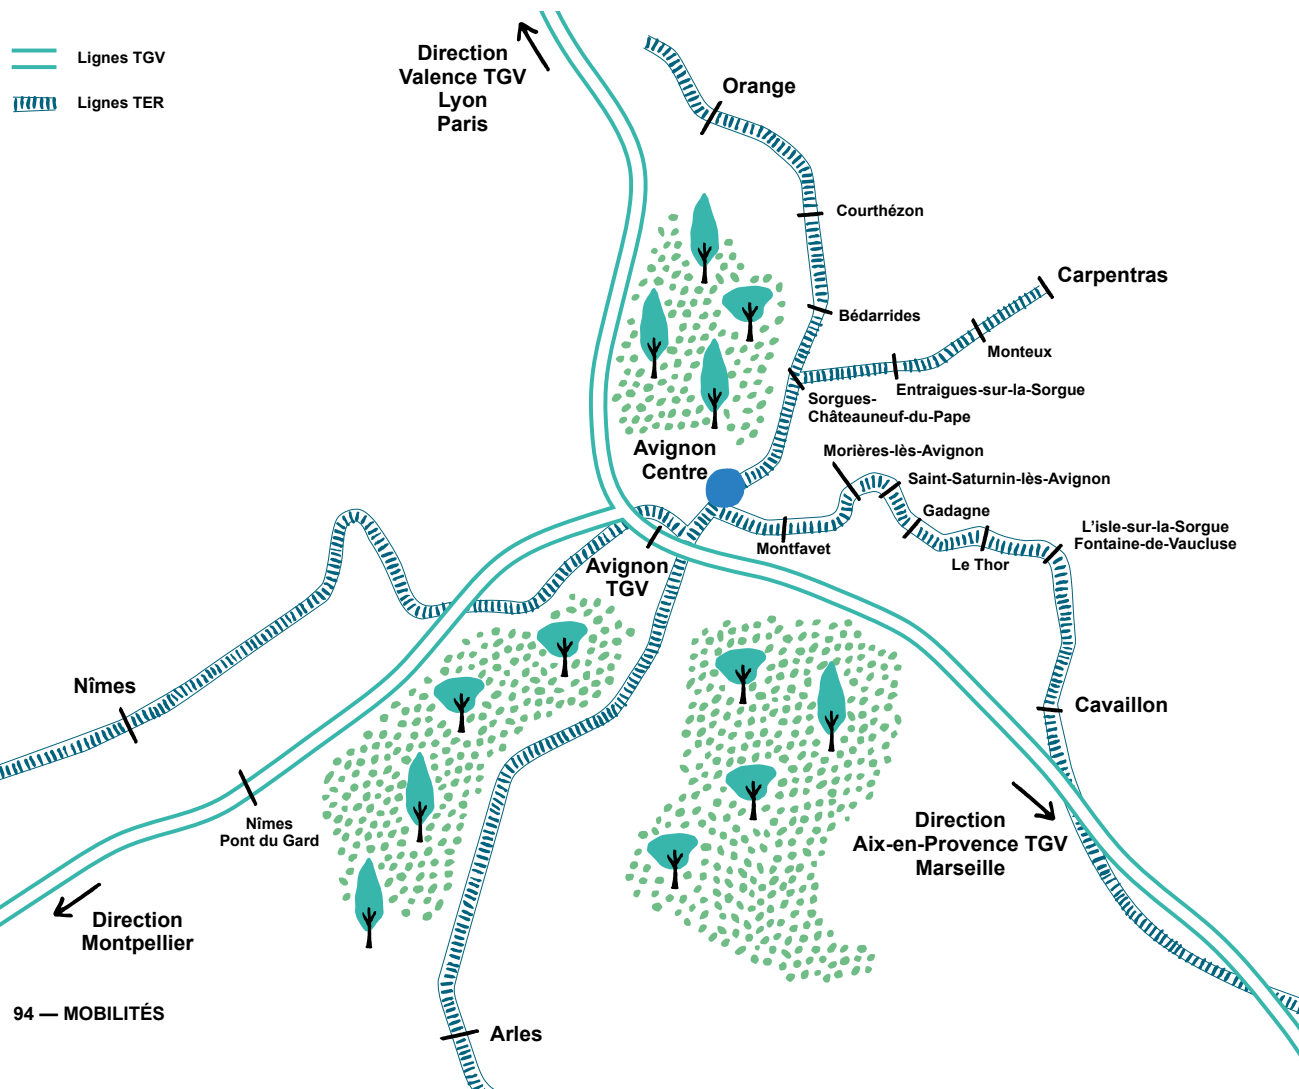 Lignes TGV
Lignes TER
Direction
Valence TGV
Lyon
Paris
Orange
Courthézon
Carpentras
Bédarrides
Monteux
Entraigues-sur-la-Sorgue
Sorgues-
Châteauneuf-du-Pape
Avignon
Centre
Morières-lès-Avignon
Saint-Saturnin-lès-Avignon
Gadagne
L'isle-sur-la-Sorgue
Fontaine-de-Vaucluse
Montfavet
Le Thor
Avignon
TGV
Nîmes
Cavaillon
Nîmes
Pont du Gard
Direction
Aix-en-Provence TGV
Marseille
Direction
Montpellier
94 — MOBILITÉS
Arles